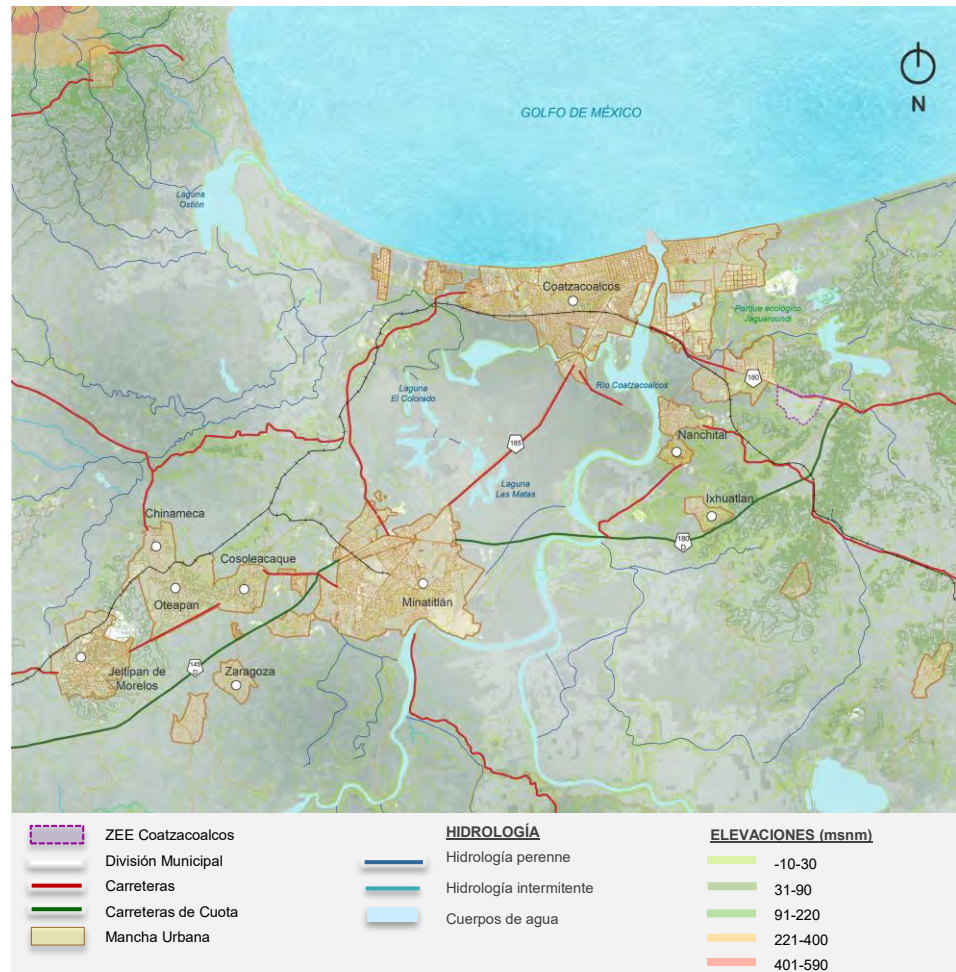 N
GOLFO DE MÉXICO
Laguna
Ostión
Coatzacoalcos
Parque ecológico
Jaguaroundi
180
Río Coatzacoalcos
Laguna
El Colorado
185
Nanchital
Laguna
Las Matas
Ixhuatlan
180
D
Chinameca
Cosoleacaque
Oteapan
Minatitlán
Jeltipan de
Morelos
145
D
Zaragoza
ZEE Coatzacoalcos
División Municipal
Carreteras
Carreteras de Cuota
Mancha Urbana
HIDROLOGÍA
Hidrología perenne
Hidrología intermitente
Cuerpos de agua
ELEVACIONES (msnm)
-10-30
31-90
91-220
221-400
401-590